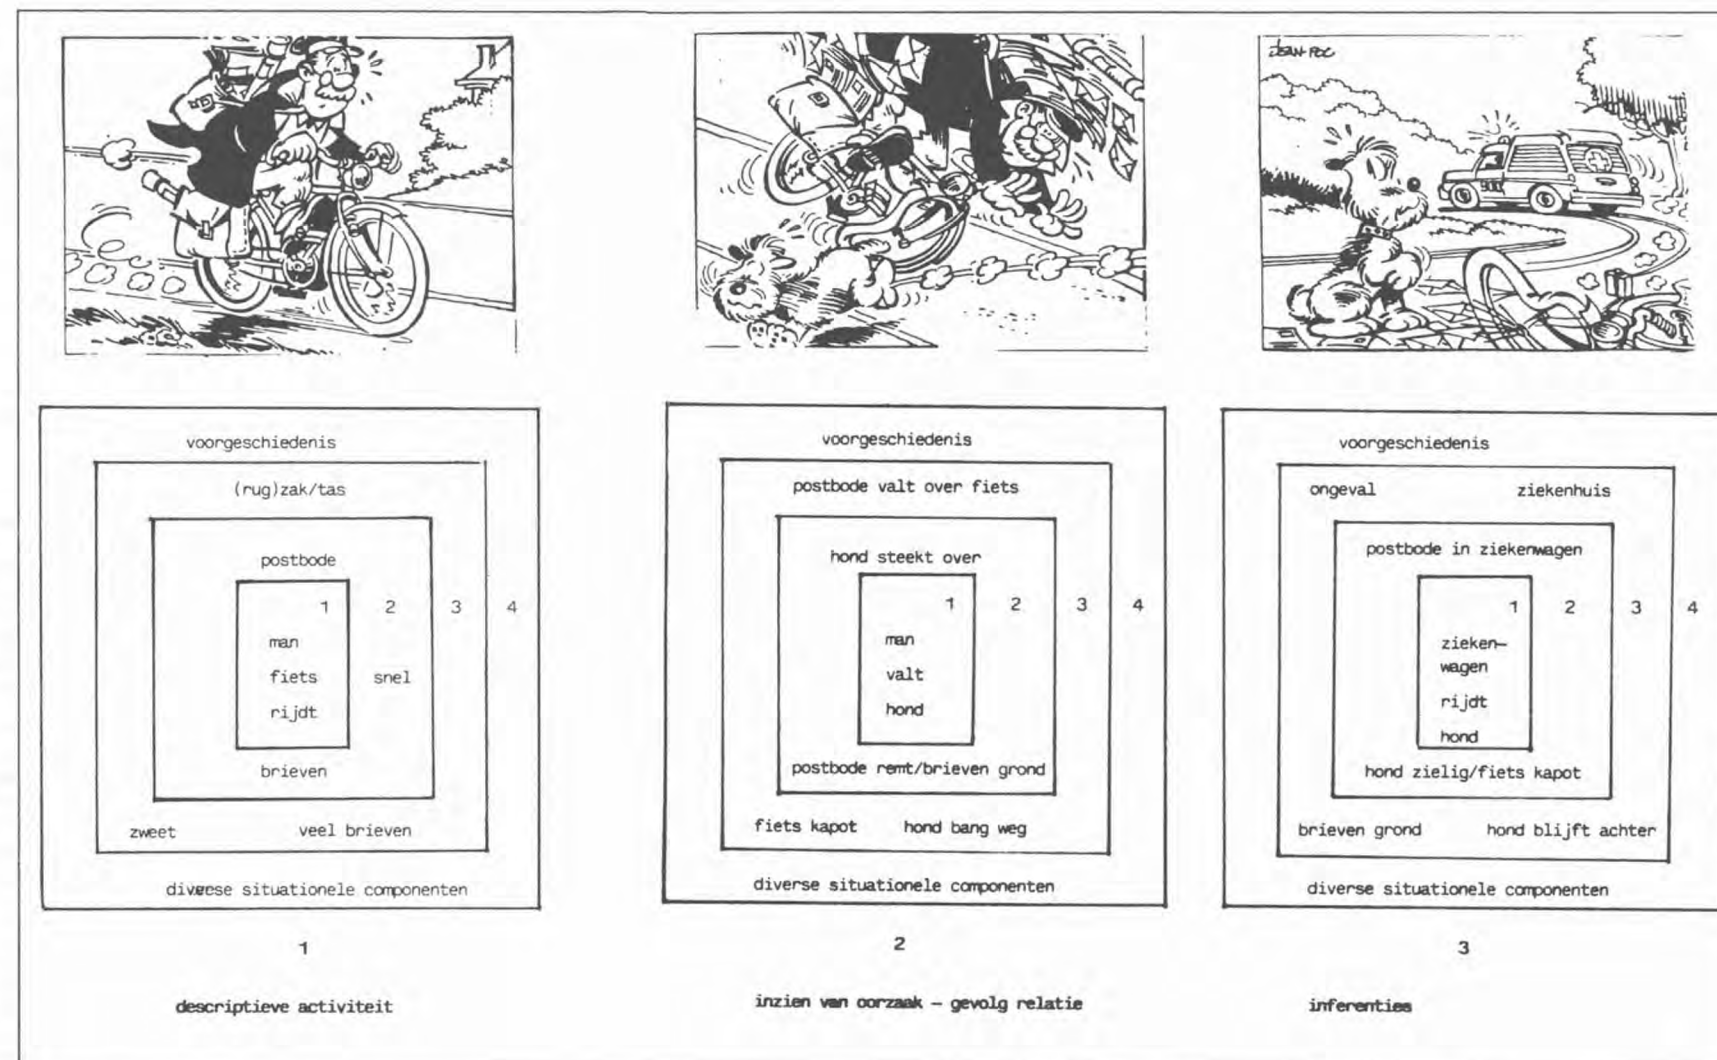 JEAN-POL
900
voorgeschiedenis
(rug)zak/tas
postbode
1 2 3 4
man
fiets snel
rijdt
brieven
zweet veel brieven
diverse situationele componenten
1
descriptieve activiteit
voorgeschiedenis
postbode valt over fiets
hond steekt over
1 2 3 4
man
valt
hond
postbode remt/brieven grond
fiets kapot hond bang weg
diverse situationele componenten
2
inzien van oorzaak - gevolg relatie
voorgeschiedenis
ongeval ziekenhuis
postbode in ziekenwagen
1 2 3 4
zieken-
wagen
rijdt
hond
hond zielig/fiets kapot
brieven grond hond blijft achter
diverse situationele componenten
3
inferenties